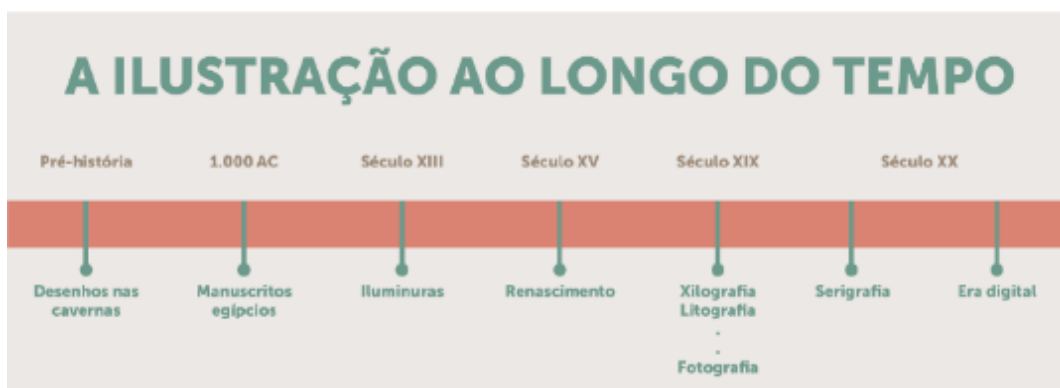 A ILUSTRAÇÃO AO LONGO DO TEMPO
Pré-história
1.000 AC
Século XIII
Século XV
Século XIX
Século XX
Desenhos nas
cavernas
Manuscritos
egípcios
Iluminuras
Renascimento
Xilografia
Litografia
.
.
Fotografia
Serigrafia
Era digital